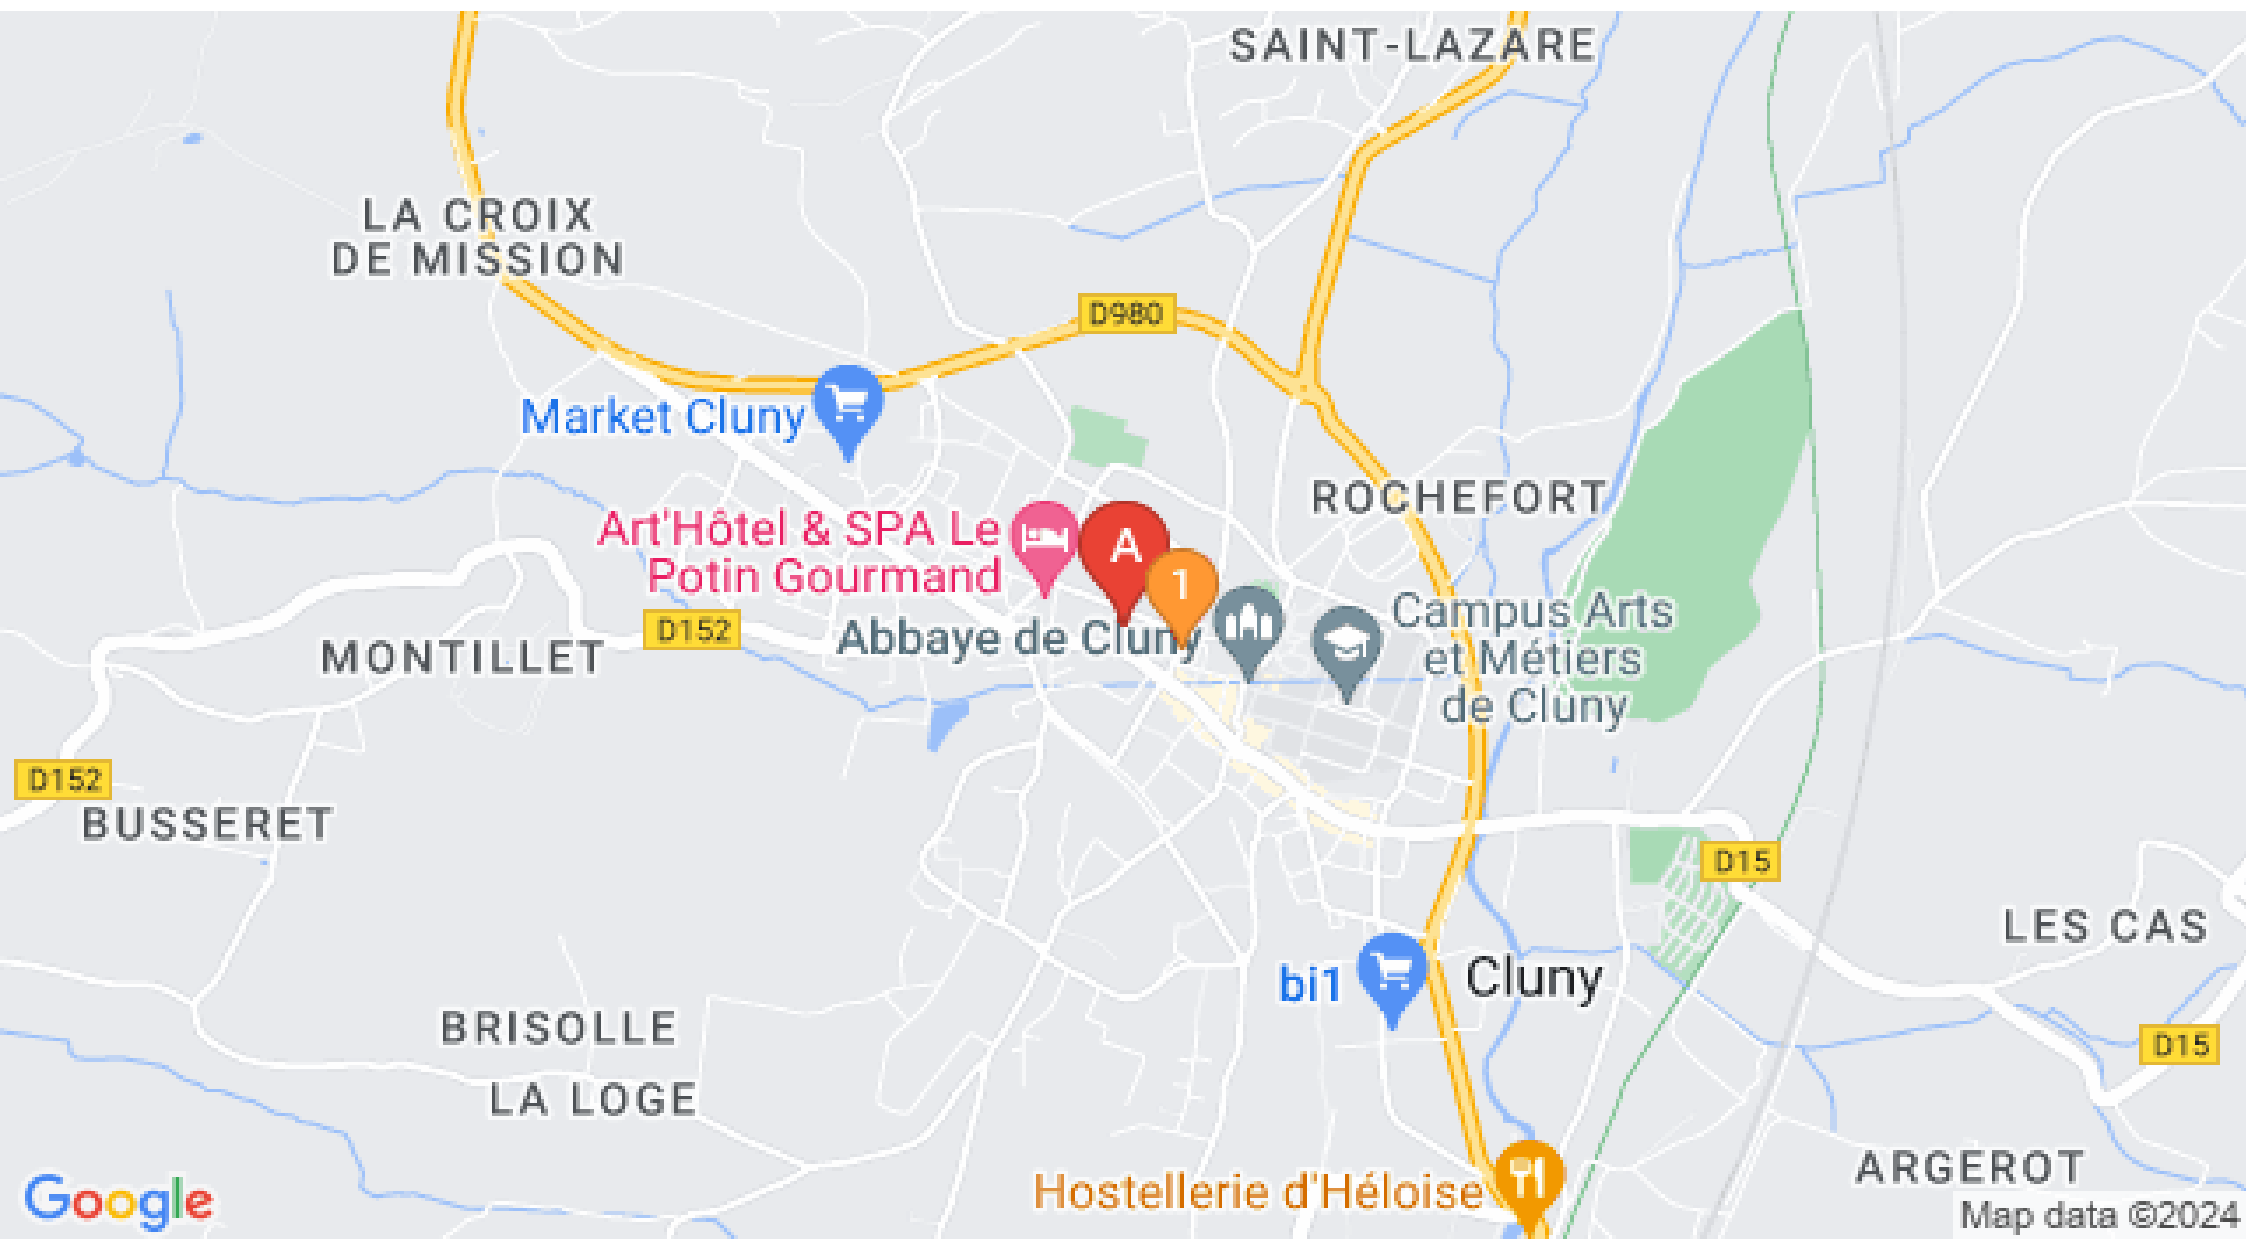 SAINT-LAZARE
LA CROIX
DE MISSION
D980
Market Cluny
ROCHEFORT
Art'Hôtel & SPA Le
Potin Gourmand
A
1
Campus Arts
et Métiers
de Cluny
D152
Abbaye de Cluny
MONTILLET
D152
BUSSERET
D15
LES CAS
bi1
Cluny
BRISOLLE
D15
LA LOGE
ARGEROT
Hostellerie d'Héloise
Google
Map data ©2024